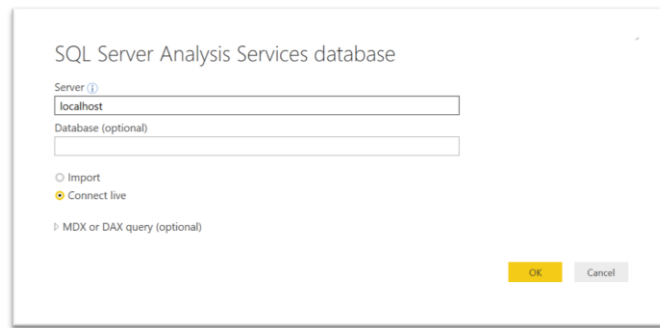 SQL Server Analysis Services database
Server
localhost
Database (optional)
Import
Connect live
MDX or DAX query (optional)
OK Cancel